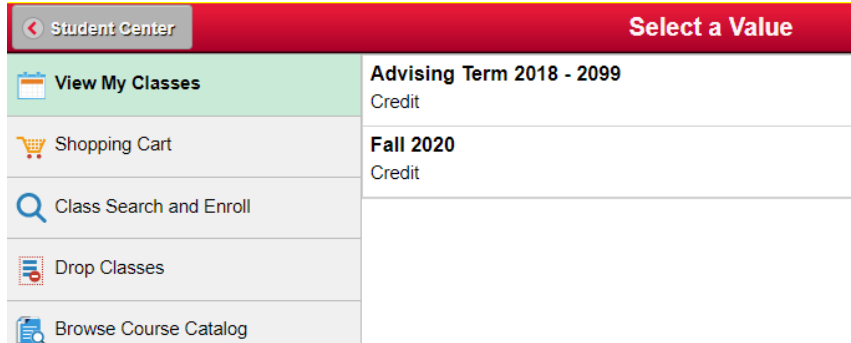 Student Center
Select a Value
View My Classes
Shopping Cart
Class Search and Enroll
Drop Classes
Browse Course Catalog
Advising Term 2018 - 2099
Credit
Fall 2020
Credit